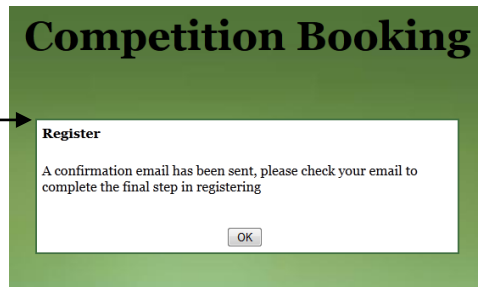 Competition Booking
Register
A confirmation email has been sent, please check your email to
complete the final step in registering
OK